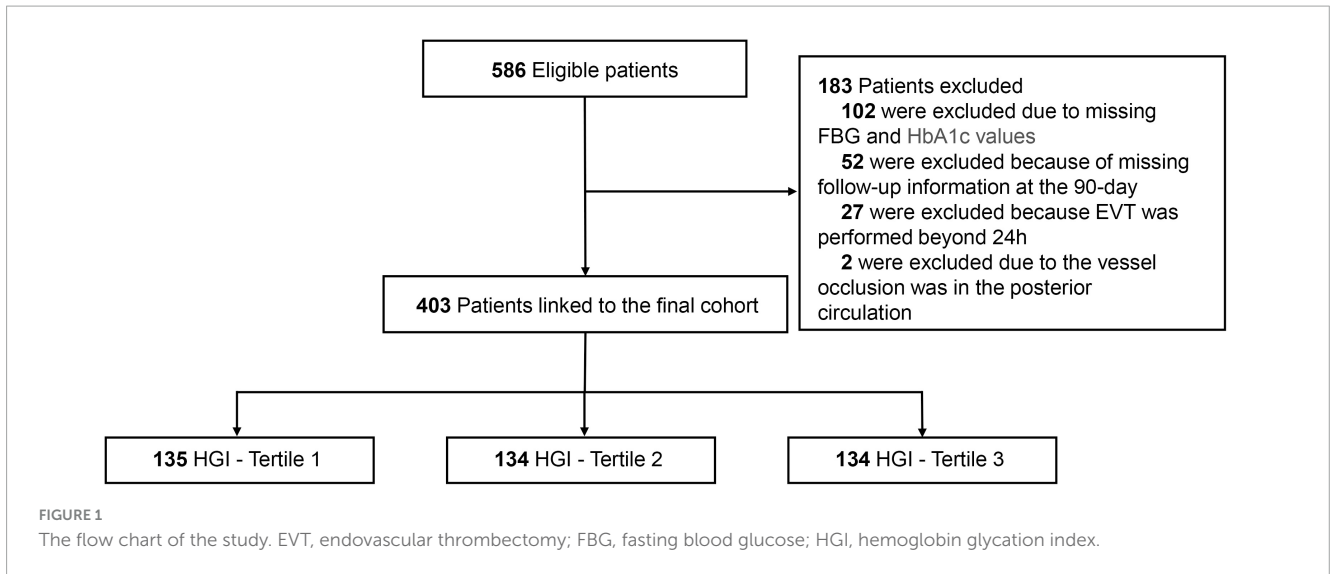 586 Eligible patients
183 Patients excluded
102 were excluded due to missing
FBG and HbA1c values
52 were excluded because of missing
follow-up information at the 90-day
27 were excluded because EVT was
performed beyond 24h
2 were excluded due to the vessel
occlusion was in the posterior
circulation
403 Patients linked to the final cohort
135 HGI - Tertile 1
134 HGI - Tertile 2
134 HGI - Tertile 3
FIGURE 1
The flow chart of the study. EVT, endovascular thrombectomy; FBG, fasting blood glucose; HGI, hemoglobin glycation index.